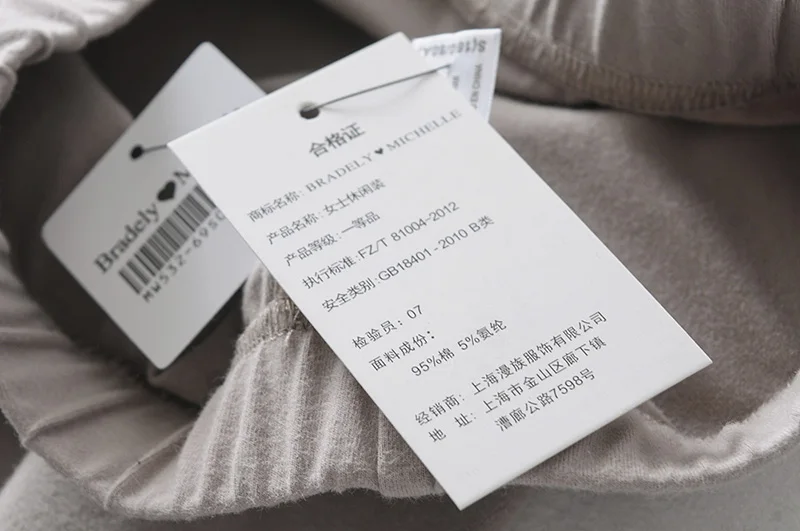 合格证
商标名称: BRADELY♥MICHELLE
产品名称: 女士休闲装
产品等级: 一等品
执行标准: FZ/T 81004-2012
安全类别: GB18401-2010 B类
检验员: 07
面料成份:
95%棉 5%氨纶
经销商: 上海漫族服饰有限公司
地 址: 上海市金山区廊下镇
漕廊公路7598号
Bradely♥M
MW532-695